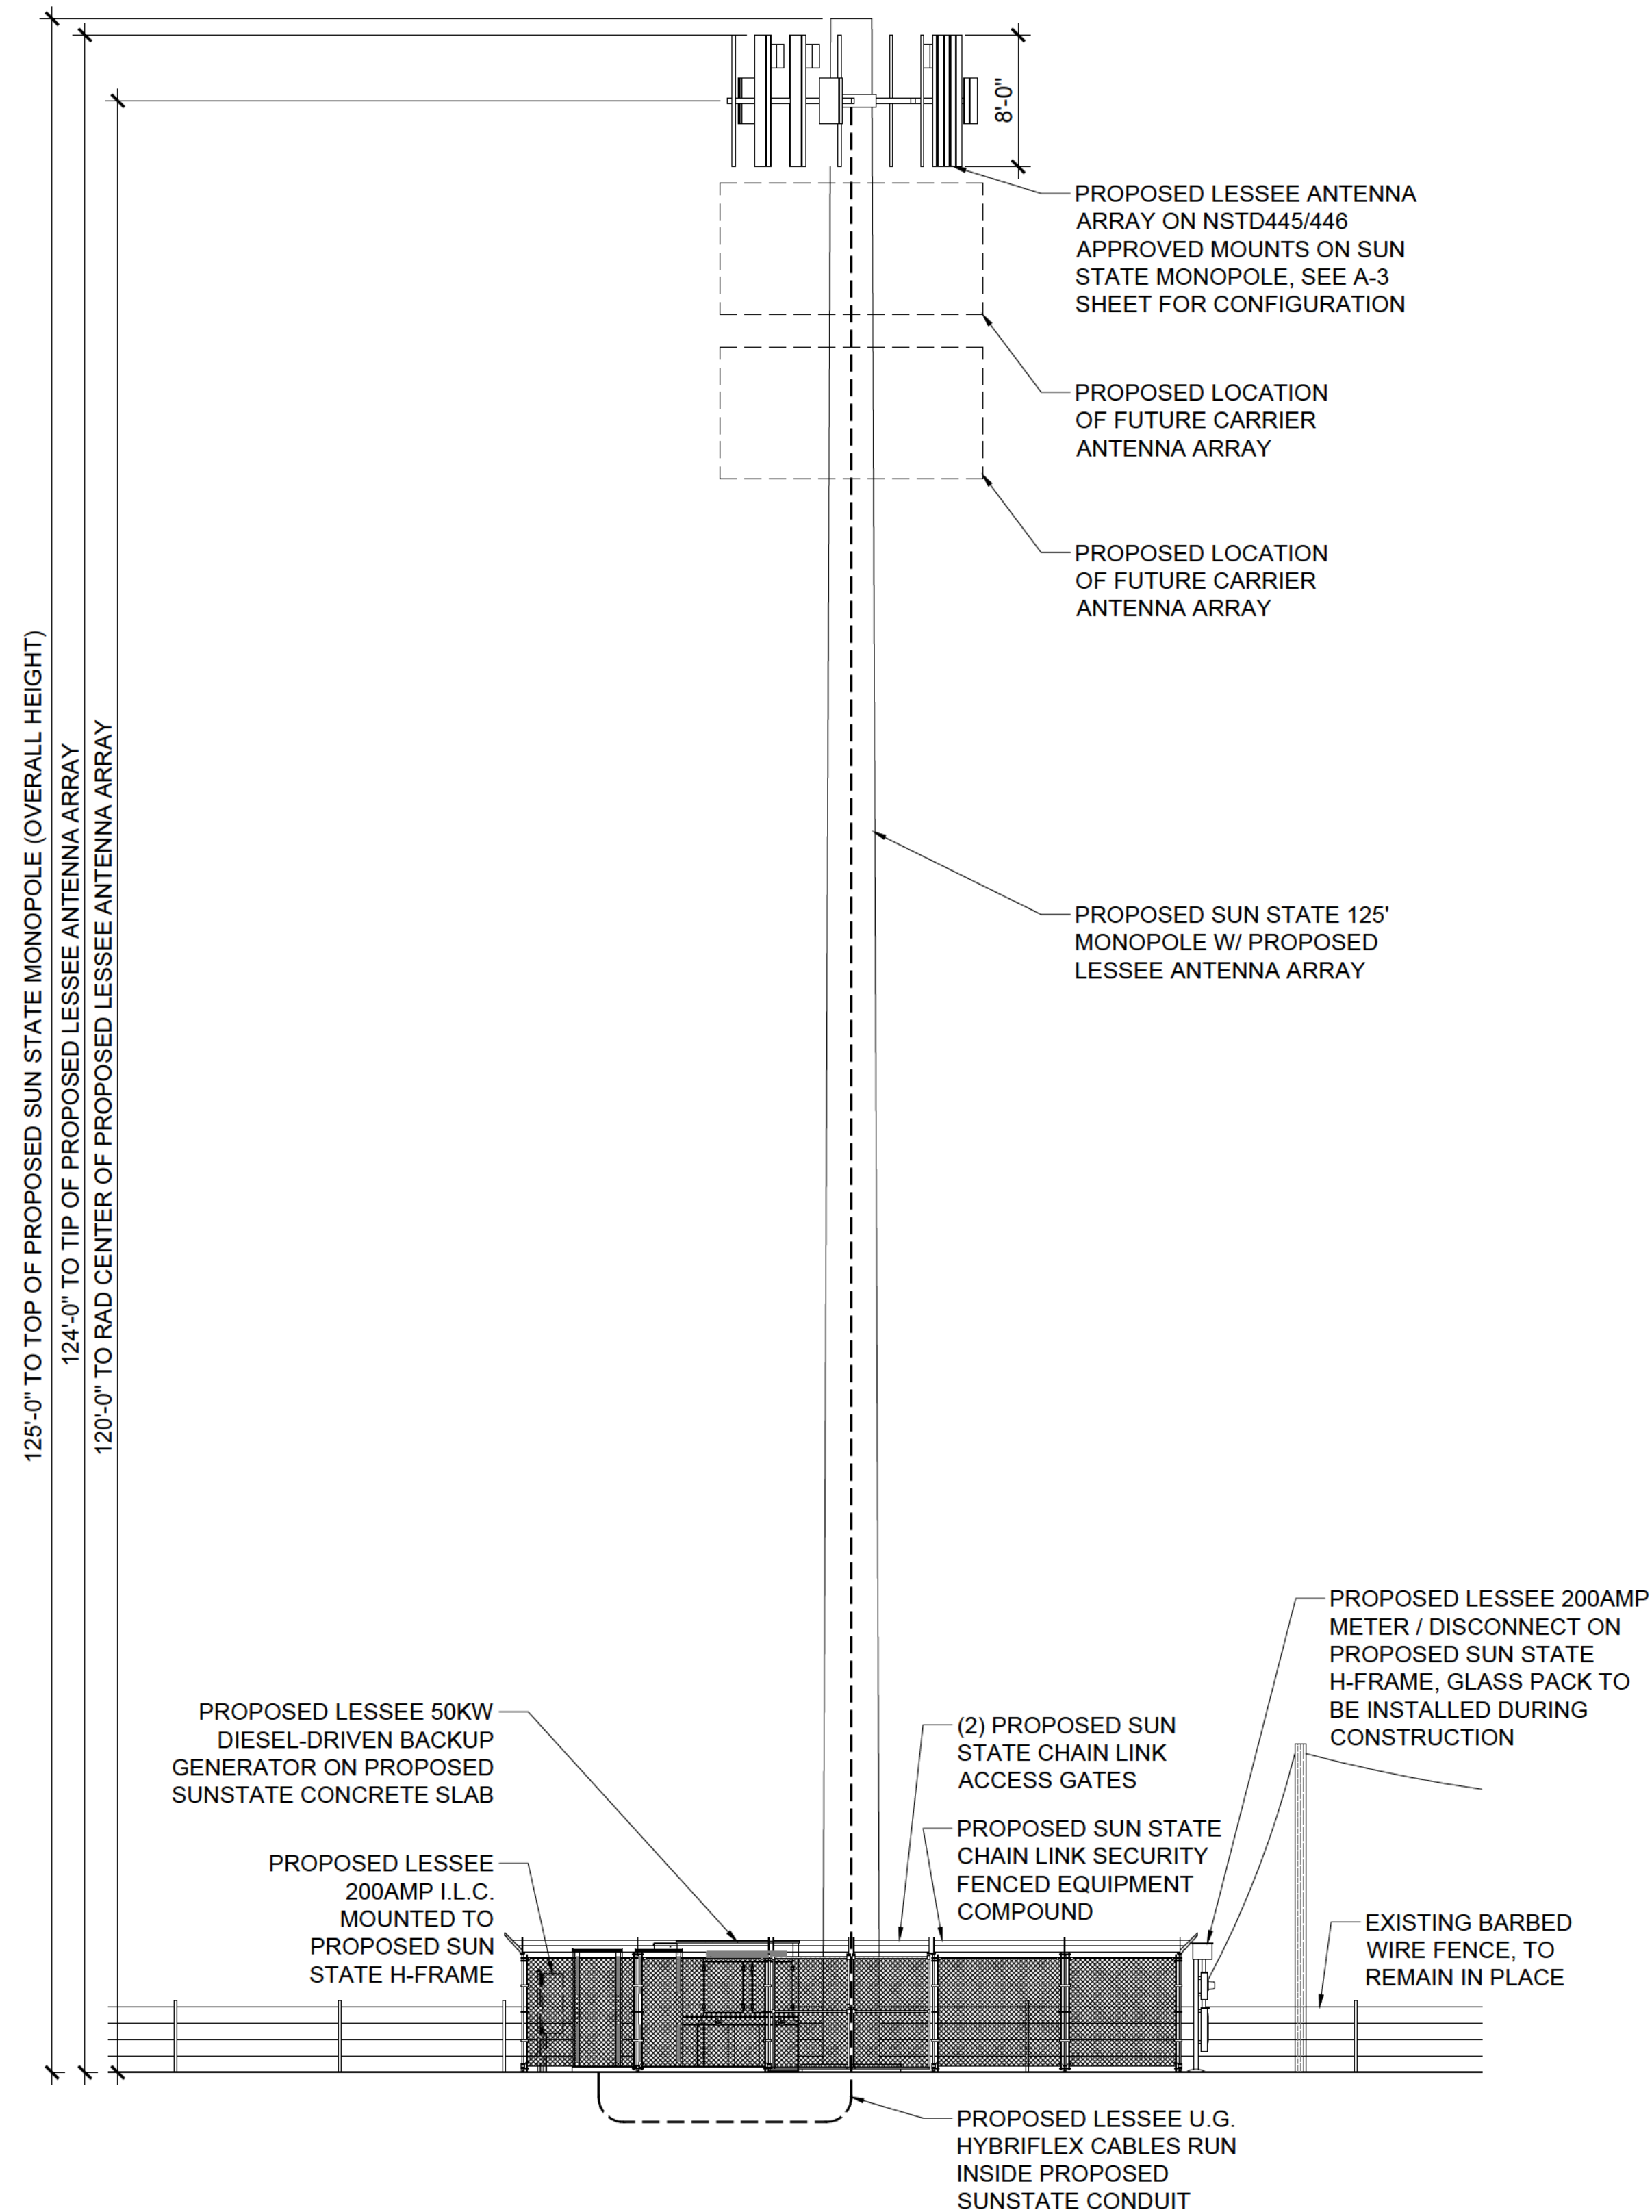 8'-0"
PROPOSED LESSEE ANTENNA
ARRAY ON NSTD445/446
APPROVED MOUNTS ON SUN
STATE MONOPOLE, SEE A-3
SHEET FOR CONFIGURATION
PROPOSED LOCATION
OF FUTURE CARRIER
ANTENNA ARRAY
PROPOSED LOCATION
OF FUTURE CARRIER
ANTENNA ARRAY
125'-0" TO TOP OF PROPOSED SUN STATE MONOPOLE (OVERALL HEIGHT)
124'-0" TO TIP OF PROPOSED LESSEE ANTENNA ARRAY
120'-0" TO RAD CENTER OF PROPOSED LESSEE ANTENNA ARRAY
PROPOSED SUN STATE 125'
MONOPOLE W/ PROPOSED
LESSEE ANTENNA ARRAY
PROPOSED LESSEE 200AMP
METER / DISCONNECT ON
PROPOSED SUN STATE
H-FRAME, GLASS PACK TO
BE INSTALLED DURING
CONSTRUCTION
PROPOSED LESSEE 50KW
DIESEL-DRIVEN BACKUP
GENERATOR ON PROPOSED
SUNSTATE CONCRETE SLAB
(2) PROPOSED SUN
STATE CHAIN LINK
ACCESS GATES
PROPOSED SUN STATE
CHAIN LINK SECURITY
FENCED EQUIPMENT
COMPOUND
PROPOSED LESSEE
200AMP I.L.C.
MOUNTED TO
PROPOSED SUN
STATE H-FRAME
EXISTING BARBED
WIRE FENCE, TO
REMAIN IN PLACE
PROPOSED LESSEE U.G.
HYBRIFLEX CABLES RUN
INSIDE PROPOSED
SUNSTATE CONDUIT